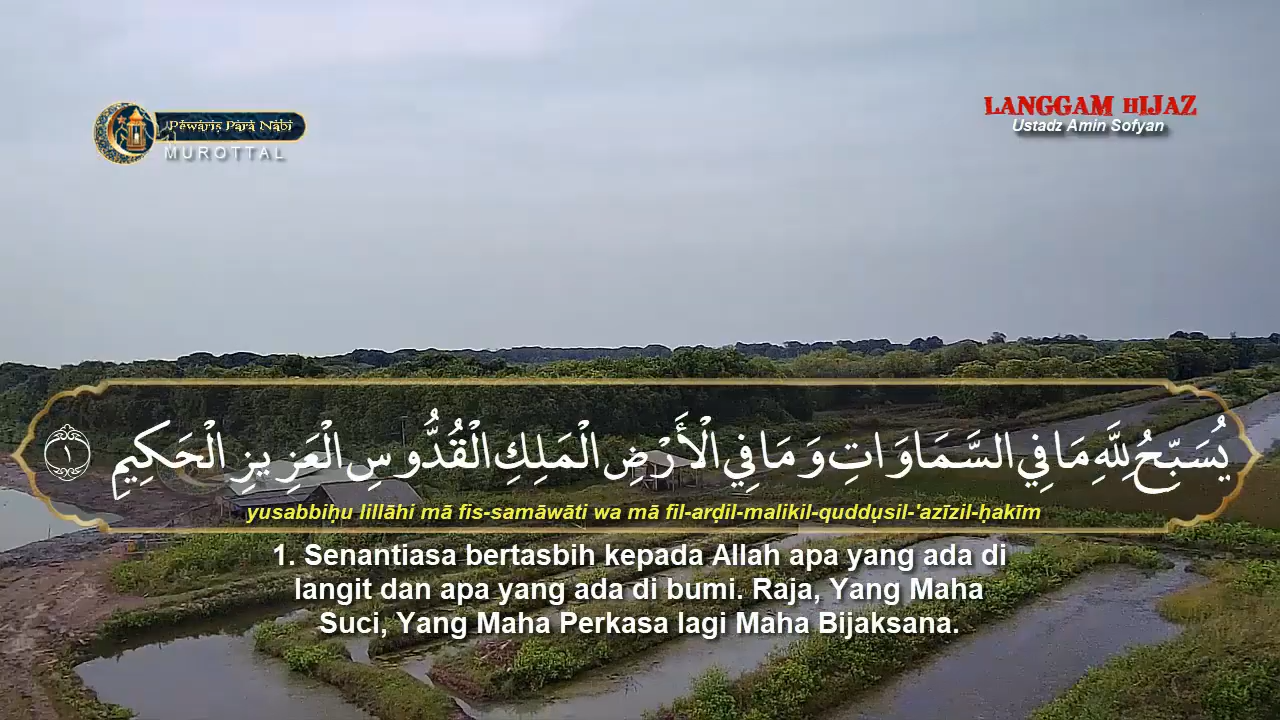 Pewaris Para Nabi
MUROTTAL
LANGGAM HIJAZ
Ustadz Amin Sofyan
يُسَبِّحُ لِلَّهِ مَا فِي السَّمَاوَاتِ وَمَا فِي الْأَرْضِ الْمَلِكِ الْقُدُّوسِ الْعَزِيزِ الْحَكِيمِ ١
yusabbiḥu lillāhi mā fis-samāwāti wa mā fil-arḍil-malikil-quddụsil-'azīzil-ḥakīm
1. Senantiasa bertasbih kepada Allah apa yang ada di
langit dan apa yang ada di bumi. Raja, Yang Maha
Suci, Yang Maha Perkasa lagi Maha Bijaksana.